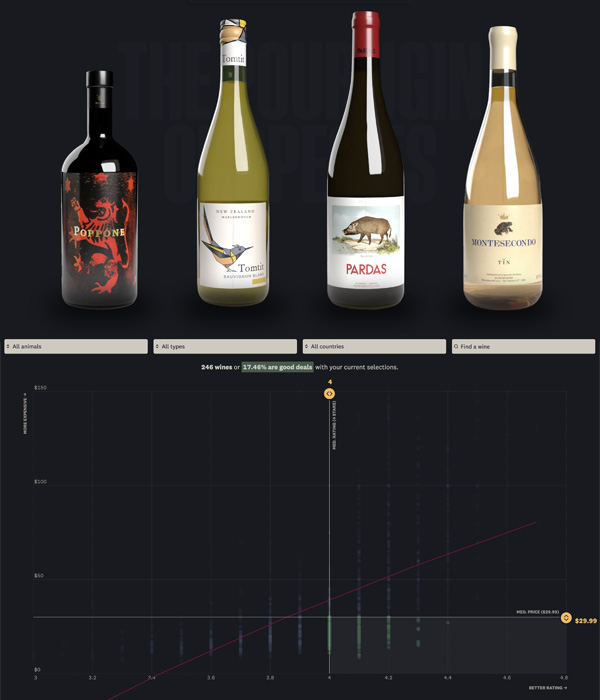 Tomtit
PARDAS
NEW ZEALAND
MARLBOROUGH
POPPONE
Tomtit
SAUVIGNON BLANC
PARDAS
MONTESECONDO
TÏN
All animals
All types
All countries
Find a wine
246 wines or 17.46% are good deals with your current selections.
4
$150
MORE EXPENSIVE →
MED. RATING (4 STARS)
$100
$50
MED. PRICE ($29.99)
$29.99
$0
3 3.2 3.4 3.6 3.8 4 4.2 4.4 4.6 4.8
BETTER RATING →